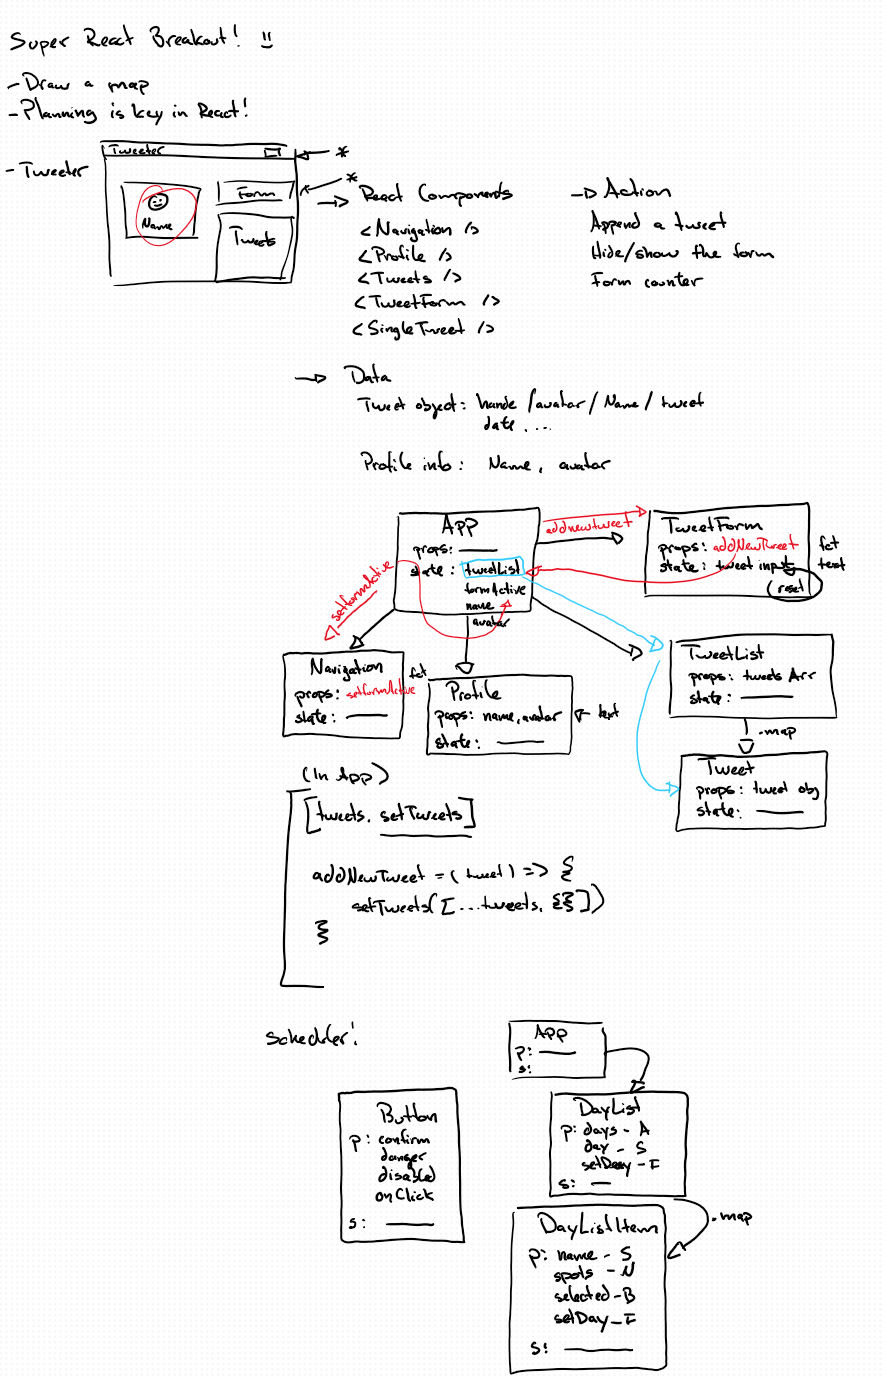 Super React Breakout! !!
- Draw a map
- Planning is key in React!
- Tweeter
Tweeter
*
*
Name
Form
Tweets
→ React Components
<Navigation />
<Profile />
<Tweets />
<TweetForm />
<SingleTweet />
→ Action
Append a tweet
Hide/show the form
Form counter
→ Data
Tweet object: hande /avatar / Name / tweet
date ....
Profile info: Name, avatar
App
props: ——
state: tweetList
formActive
name
avatar
addnewtweet
TweetForm
props: addNewTweet
state: tweet input
(reset)
fct
text
setformActive
Navigation
props: setformActive
state: ——
fct
Profile
props: name, avatar
state: ——
text
TweetList
props: tweets Arr
state: ——
.map
Tweet
props: tweet obj
state: ——
(In App)
[tweets, setTweets]
addNewTweet = (tweet) => {
setTweets([...tweets, {}])
}
Scheduler!
App
p: ——
s:
Button
p: confirm
danger
disabled
onClick
s: ——
DayList
p: days - A
day - S
setDay - F
s: —
.map
DayListItem
p: name - S
spots - N
selected - B
setDay - F
s: ——